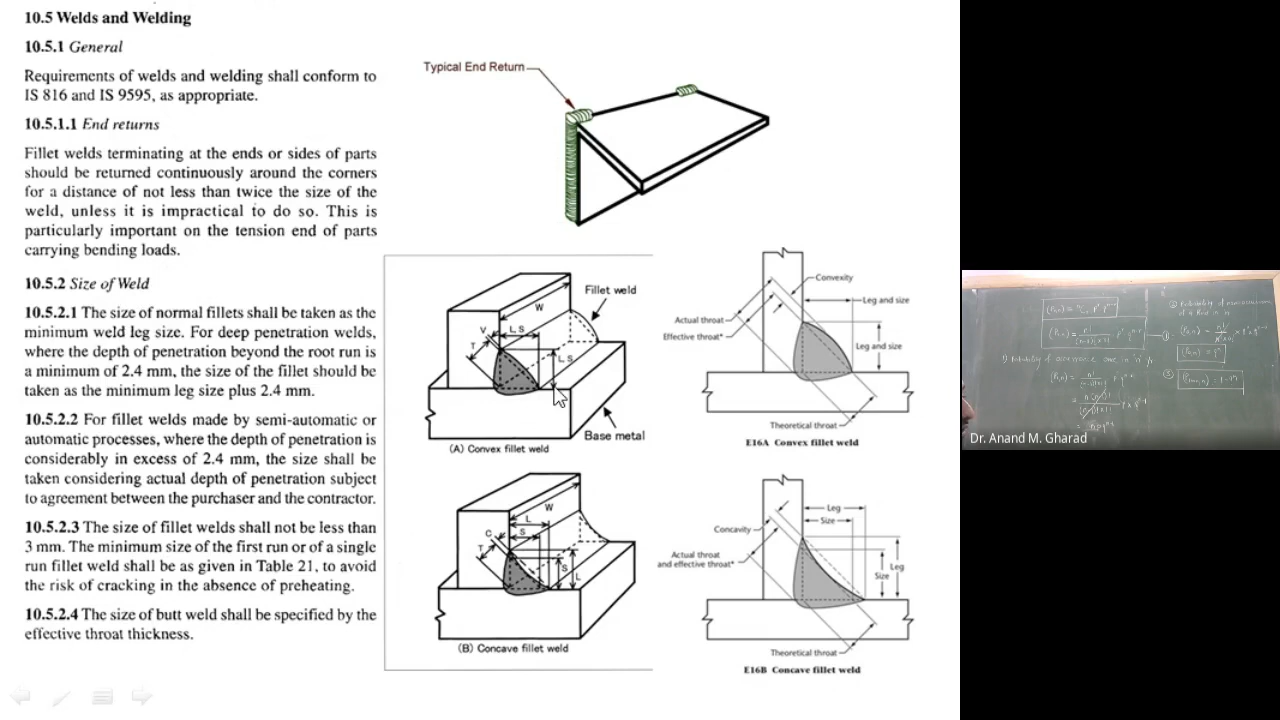 10.5 Welds and Welding
10.5.1 General
Requirements of welds and welding shall conform to
IS 816 and IS 9595, as appropriate.
10.5.1.1 End returns
Fillet welds terminating at the ends or sides of parts
should be returned continuously around the corners
for a distance of not less than twice the size of the
weld, unless it is impractical to do so. This is
particularly important on the tension end of parts
carrying bending loads.
10.5.2 Size of Weld
10.5.2.1 The size of normal fillets shall be taken as the
minimum weld leg size. For deep penetration welds,
where the depth of penetration beyond the root run is
a minimum of 2.4 mm, the size of the fillet should be
taken as the minimum leg size plus 2.4 mm.
10.5.2.2 For fillet welds made by semi-automatic or
automatic processes, where the depth of penetration is
considerably in excess of 2.4 mm, the size shall be
taken considering actual depth of penetration subject
to agreement between the purchaser and the contractor.
10.5.2.3 The size of fillet welds shall not be less than
3 mm. The minimum size of the first run or of a single
run fillet weld shall be as given in Table 21, to avoid
the risk of cracking in the absence of preheating.
10.5.2.4 The size of butt weld shall be specified by the
effective throat thickness.
Typical End Return
Fillet weld
W
V
L, S
T
L, S
Base metal
(A) Convex fillet weld
W
L
C
S
T
S
L
(B) Concave fillet weld
Convexity
Leg and size
Actual throat
Effective throat*
Leg and size
Theoretical throat
E16A Convex fillet weld
Leg
Size
Concavity
Actual throat
and effective throat*
Leg
Size
Theoretical throat
E16B Concave fillet weld
Dr. Anand M. Gharad